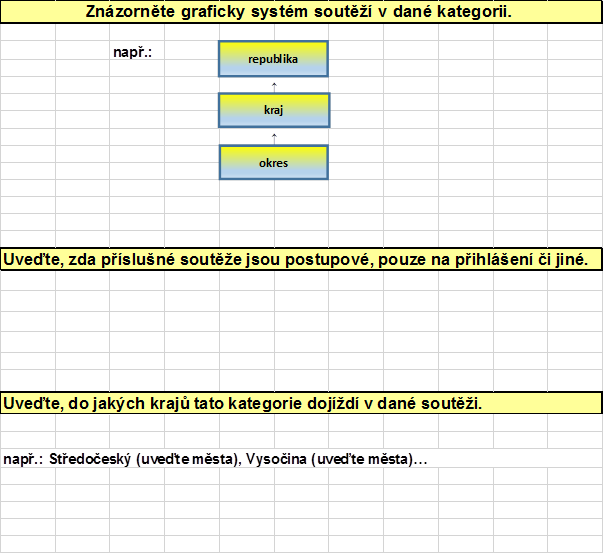 Znázorněte graficky systém soutěží v dané kategorii.
např.:
republika
↑
kraj
↑
okres
Uveďte, zda příslušné soutěže jsou postupové, pouze na přihlášení či jiné.
Uveďte, do jakých krajů tato kategorie dojíždí v dané soutěži.
např.: Středočeský (uveďte města), Vysočina (uveďte města)...